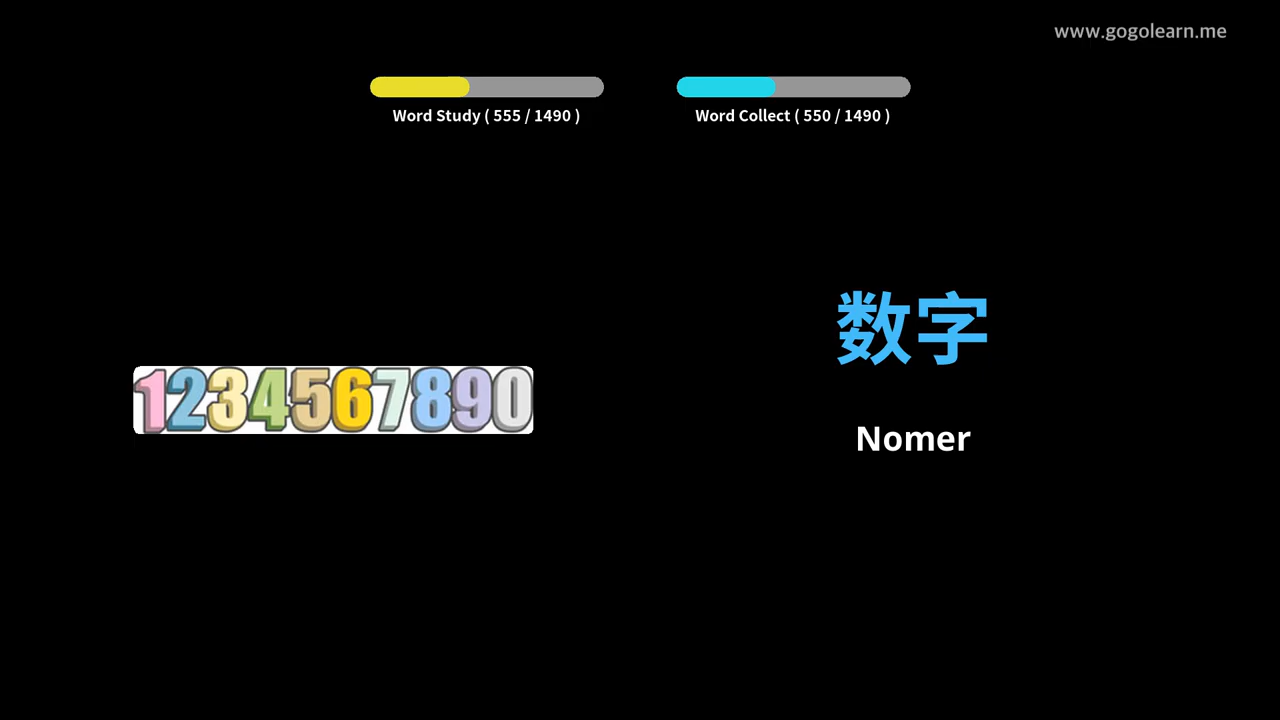 www.gogolearn.me
Word Study ( 555 / 1490 )
Word Collect ( 550 / 1490 )
数字
1234567890
Nomer